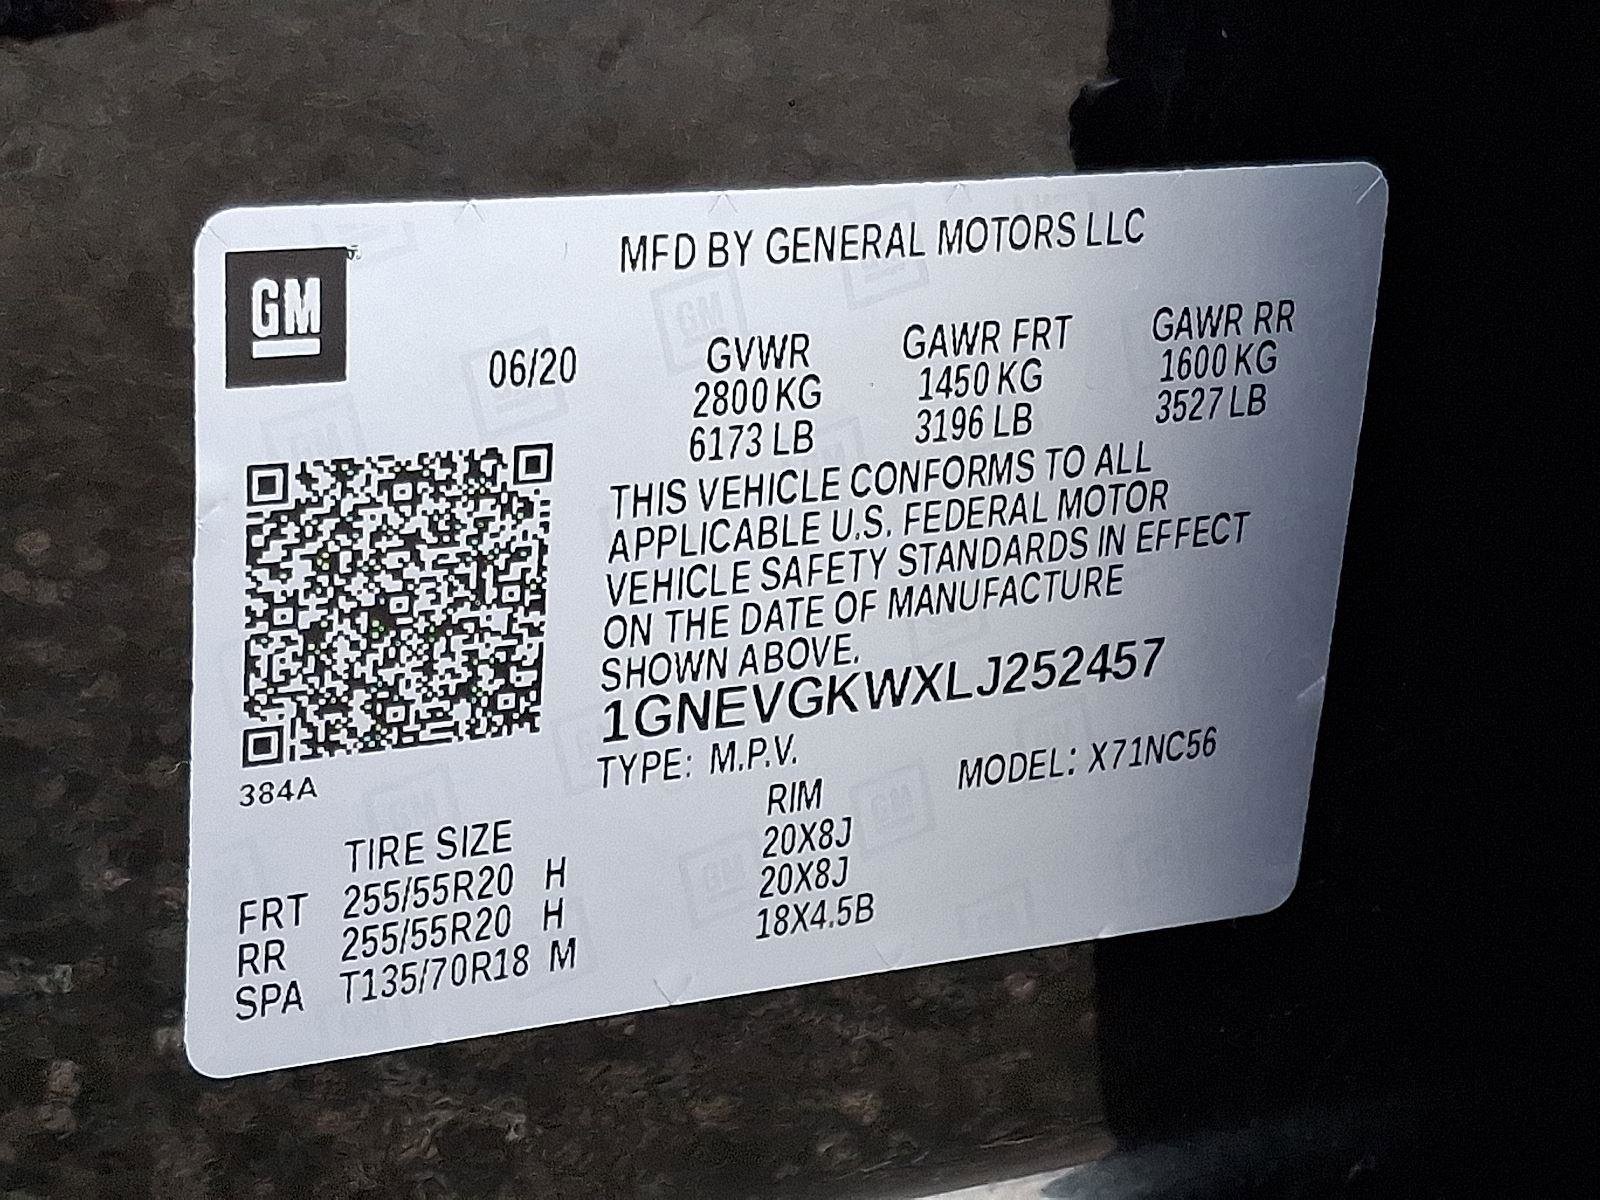 GM
MFD BY GENERAL MOTORS LLC
06/20 GVWR GAWR FRT GAWR RR
2800 KG 1450 KG 1600 KG
6173 LB 3196 LB 3527 LB
THIS VEHICLE CONFORMS TO ALL
APPLICABLE U.S. FEDERAL MOTOR
VEHICLE SAFETY STANDARDS IN EFFECT
ON THE DATE OF MANUFACTURE
SHOWN ABOVE.
1GNEVGKWXLJ252457
TYPE: M.P.V. MODEL: X71NC56
384A
TIRE SIZE RIM
FRT 255/55R20 H 20X8J
RR 255/55R20 H 20X8J
SPA T135/70R18 M 18X4.5B